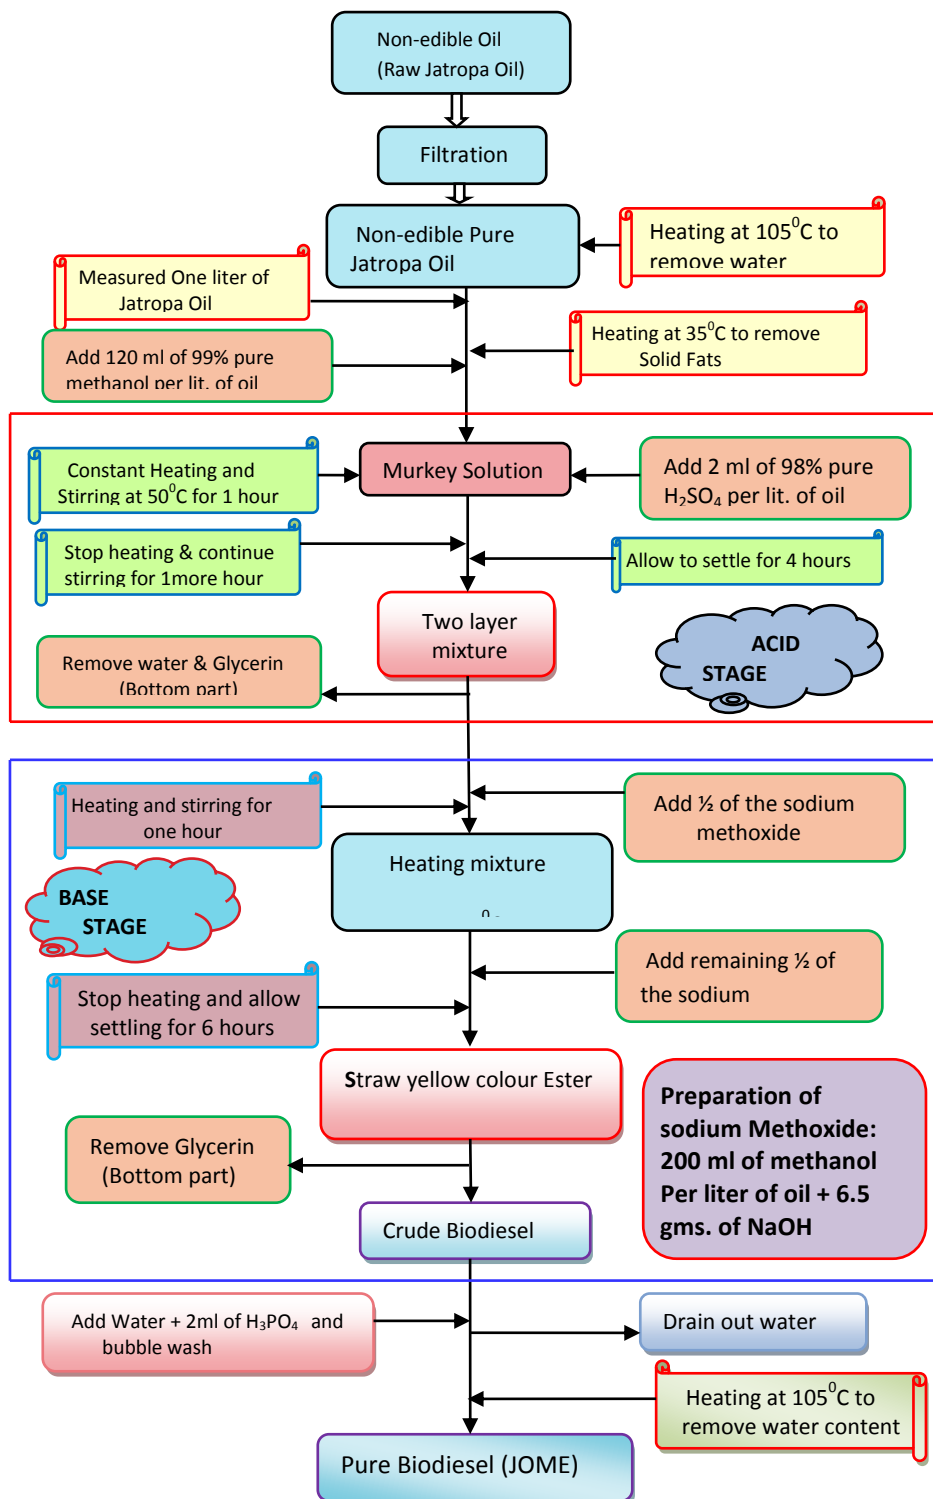 Non-edible Oil
(Raw Jatropa Oil)
Filtration
Non-edible Pure
Jatropa Oil
Heating at 105⁰C to
remove water
Measured One liter of
Jatropa Oil
Heating at 35⁰C to remove
Solid Fats
Add 120 ml of 99% pure
methanol per lit. of oil
Constant Heating and
Stirring at 50⁰C for 1 hour
Murkey Solution
Add 2 ml of 98% pure
H₂SO₄ per lit. of oil
Stop heating & continue
stirring for 1more hour
Allow to settle for 4 hours
Two layer
mixture
ACID
STAGE
Remove water & Glycerin
(Bottom part)
Heating and stirring for
one hour
Add ½ of the sodium
methoxide
Heating mixture
BASE
STAGE
Add remaining ½ of
the sodium
Stop heating and allow
settling for 6 hours
Straw yellow colour Ester
Preparation of
sodium Methoxide:
200 ml of methanol
Per liter of oil + 6.5
gms. of NaOH
Remove Glycerin
(Bottom part)
Crude Biodiesel
Add Water + 2ml of H₃PO₄ and
bubble wash
Drain out water
Heating at 105⁰C to
remove water content
Pure Biodiesel (JOME)